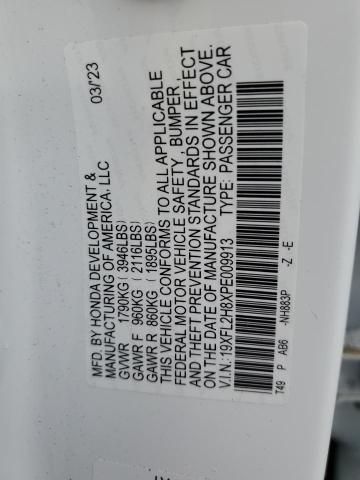 MFD. BY HONDA DEVELOPMENT & 03/23
MANUFACTURING OF AMERICA, LLC
GVWR 1790KG (3946LBS)
GAWR F 960KG (2116LBS)
GAWR R 860KG (1895LBS)
THIS VEHICLE CONFORMS TO ALL APPLICABLE
FEDERAL MOTOR VEHICLE SAFETY, BUMPER,
AND THEFT PREVENTION STANDARDS IN EFFECT
ON THE DATE OF MANUFACTURE SHOWN ABOVE.
V.I.N.: 19XFL2H8XPE009913 TYPE: PASSENGER CAR
T49 P AB6 -NH883P -Z -E